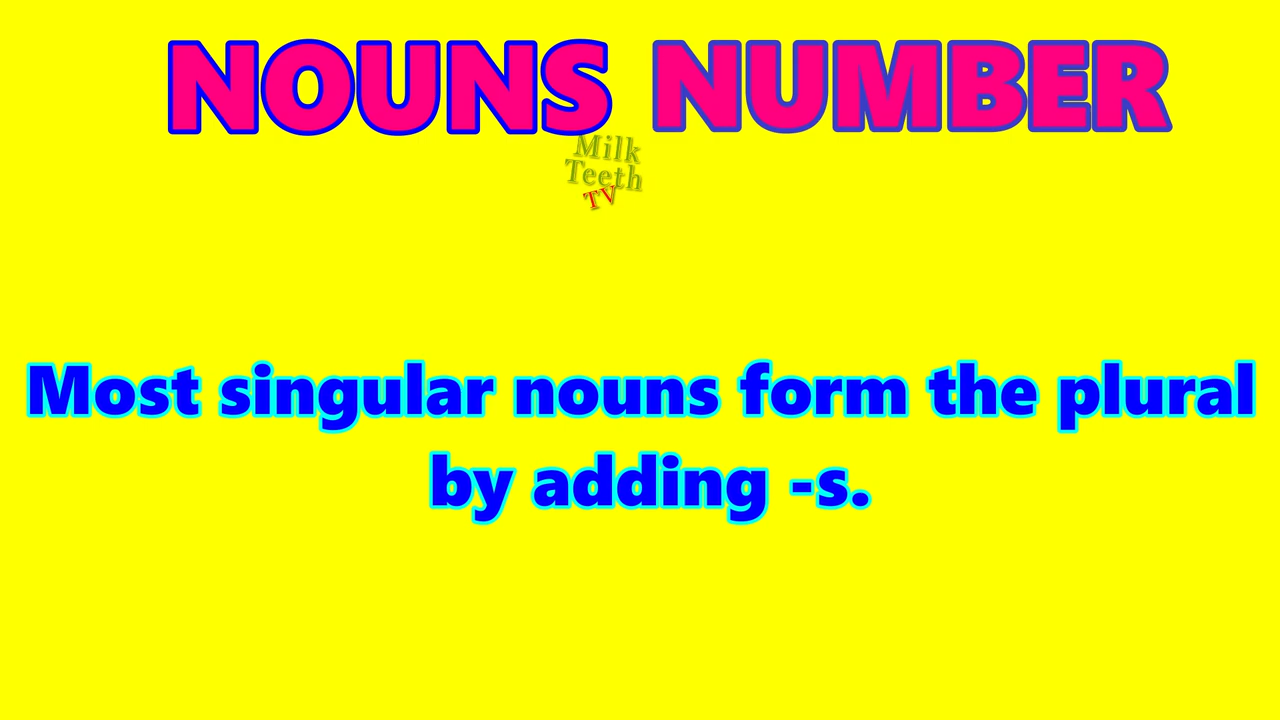 NOUNS NUMBER
Milk
Teeth
TV
Most singular nouns form the plural
by adding -s.